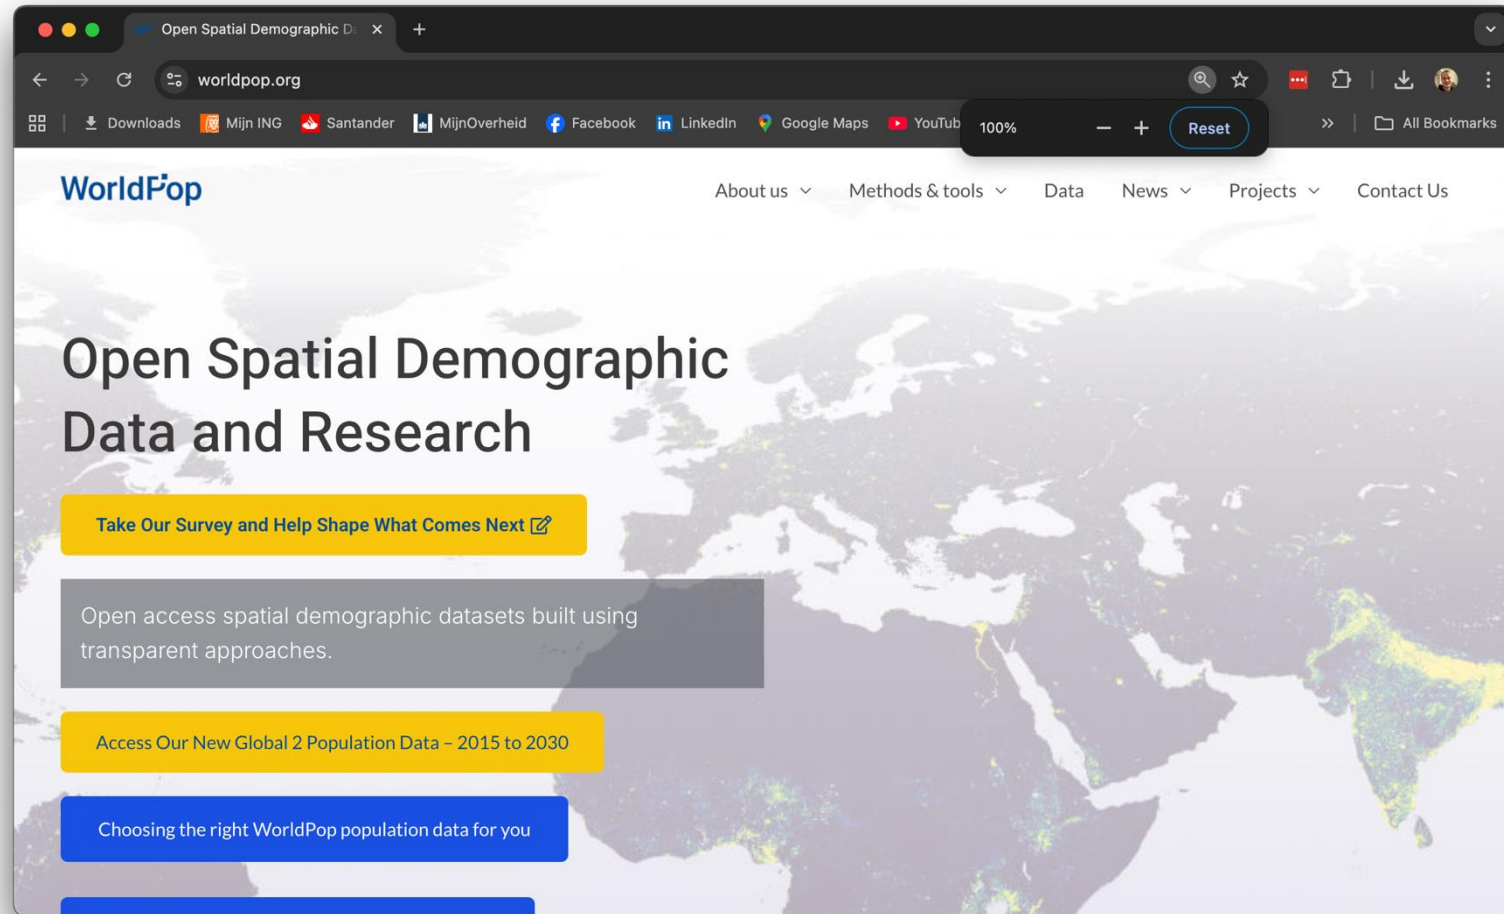 Open Spatial Demographic D
worldpop.org
Downloads Mijn ING Santander MijnOverheid Facebook LinkedIn Google Maps YouTub All Bookmarks
100% − + Reset
WorldPop
About us Methods & tools Data News Projects Contact Us
Open Spatial Demographic
Data and Research
Take Our Survey and Help Shape What Comes Next
Open access spatial demographic datasets built using
transparent approaches.
Access Our New Global 2 Population Data – 2015 to 2030
Choosing the right WorldPop population data for you